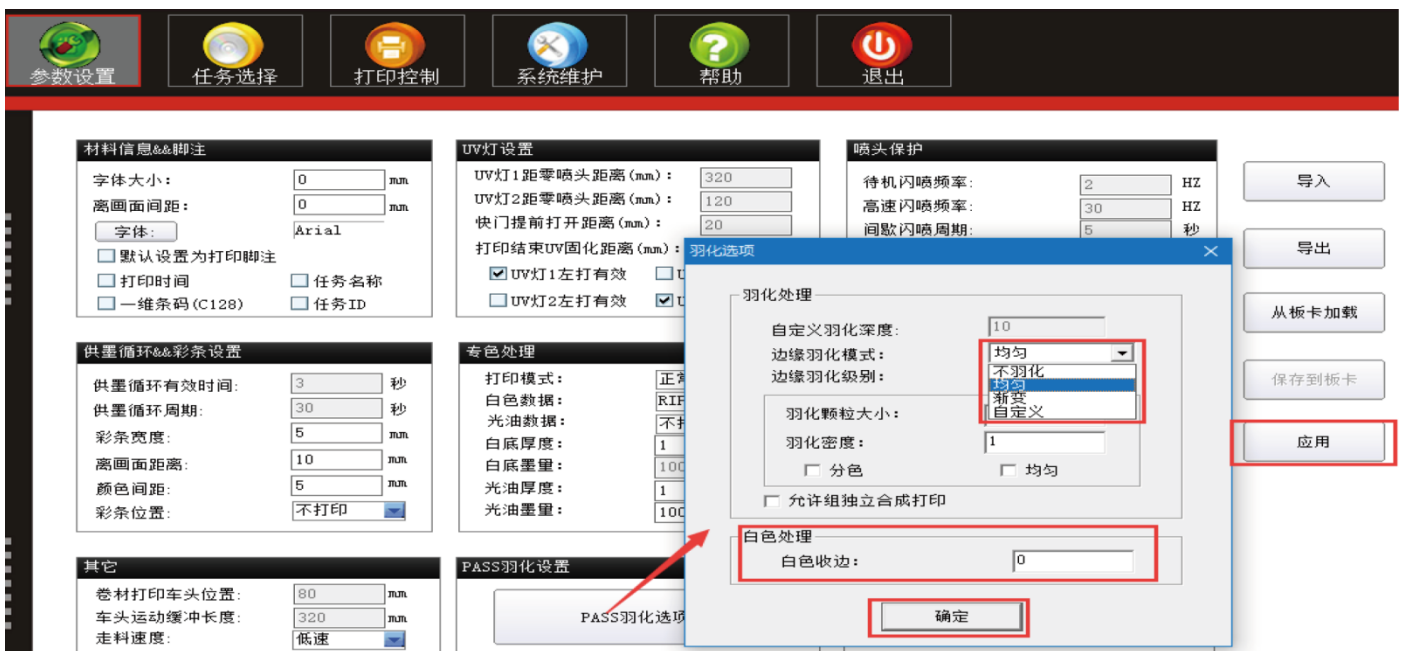 参数设置
任务选择
打印控制
系统维护
帮助
退出
材料信息&&脚注
字体大小: 0 mm
离画面间距: 0 mm
字体: Arial
默认设置为打印脚注
打印时间 任务名称
一维条码(C128) 任务ID
UV灯设置
UV灯1距零喷头距离(mm): 320
UV灯2距零喷头距离(mm): 120
快门提前打开距离(mm): 20
打印结束UV固化距离(mm):
UV灯1左打有效
UV灯2左打有效
喷头保护
待机闪喷频率: 2 HZ
高速闪喷频率: 30 HZ
间歇闪喷周期: 5 秒
导入
导出
从板卡加载
保存到板卡
应用
供墨循环&&彩条设置
供墨循环有效时间: 3 秒
供墨循环周期: 30 秒
彩条宽度: 5 mm
离画面距离: 10 mm
颜色间距: 5 mm
彩条位置: 不打印
专色处理
打印模式: 正常
白色数据:
光油数据:
白底厚度: 1
白底墨量: 100
光油厚度: 1
光油墨量: 100
羽化选项
羽化处理
自定义羽化深度: 10
边缘羽化模式: 均匀
不羽化
均匀
渐变
自定义
边缘羽化级别:
羽化颗粒大小:
羽化密度: 1
分色 均匀
允许组独立合成打印
白色处理
白色收边: 0
确定
其它
卷材打印车头位置: 80 mm
车头运动缓冲长度: 320 mm
走料速度: 低速
PASS羽化设置
PASS羽化选项